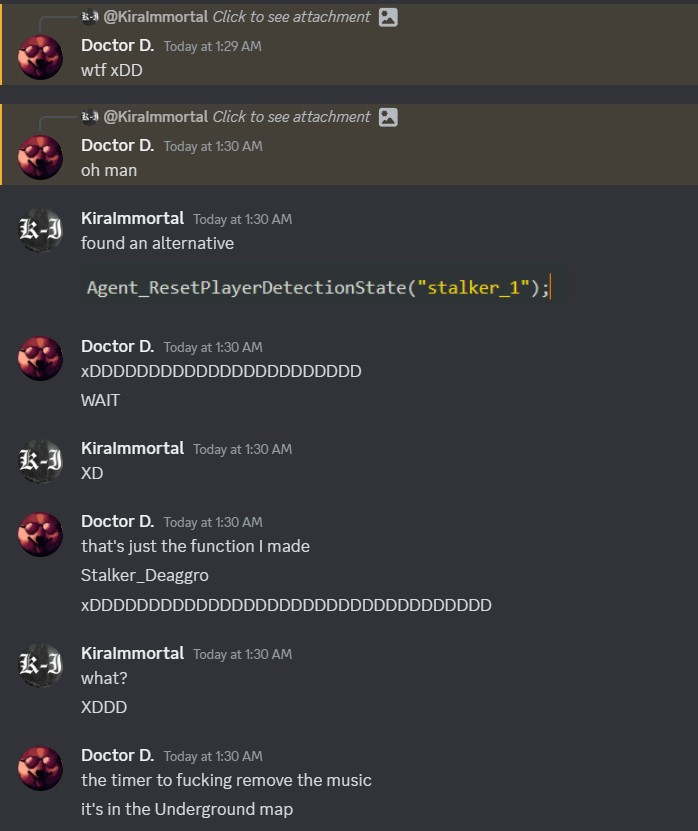 K-I @KiraImmortal Click to see attachment
Doctor D. Today at 1:29 AM
wtf xDD
K-I @KiraImmortal Click to see attachment
Doctor D. Today at 1:30 AM
oh man
K-I KiraImmortal Today at 1:30 AM
found an alternative
Agent_ResetPlayerDetectionState("stalker_1");
Doctor D. Today at 1:30 AM
xDDDDDDDDDDDDDDDDDDDDDDD
WAIT
K-I KiraImmortal Today at 1:30 AM
XD
Doctor D. Today at 1:30 AM
that's just the function I made
Stalker_Deaggro
xDDDDDDDDDDDDDDDDDDDDDDDDDDDDDDDDDD
K-I KiraImmortal Today at 1:30 AM
what?
XDDD
Doctor D. Today at 1:30 AM
the timer to fucking remove the music
it's in the Underground map